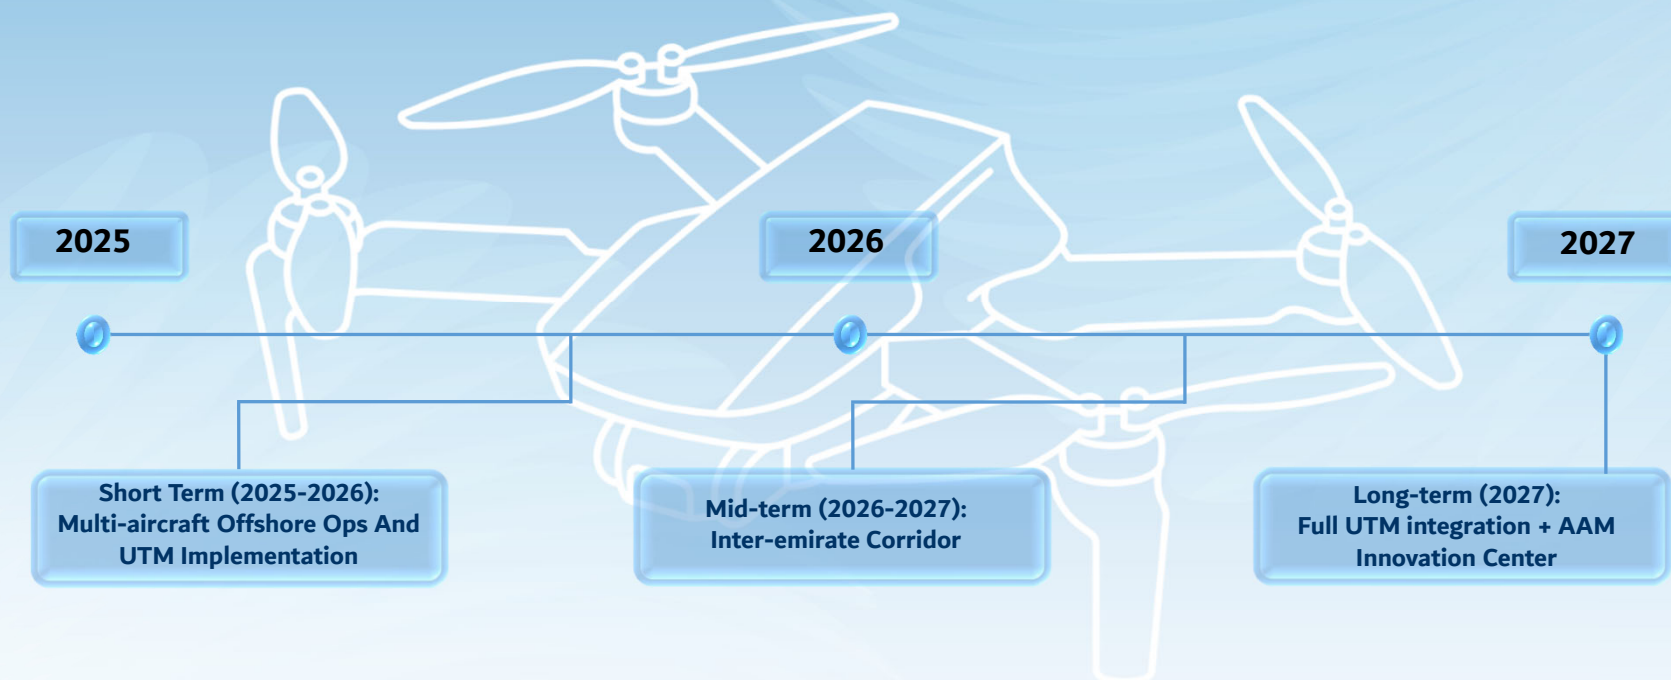 2025
2026
2027
Short Term (2025-2026):
Multi-aircraft Offshore Ops And
UTM Implementation
Mid-term (2026-2027):
Inter-emirate Corridor
Long-term (2027):
Full UTM integration + AAM
Innovation Center